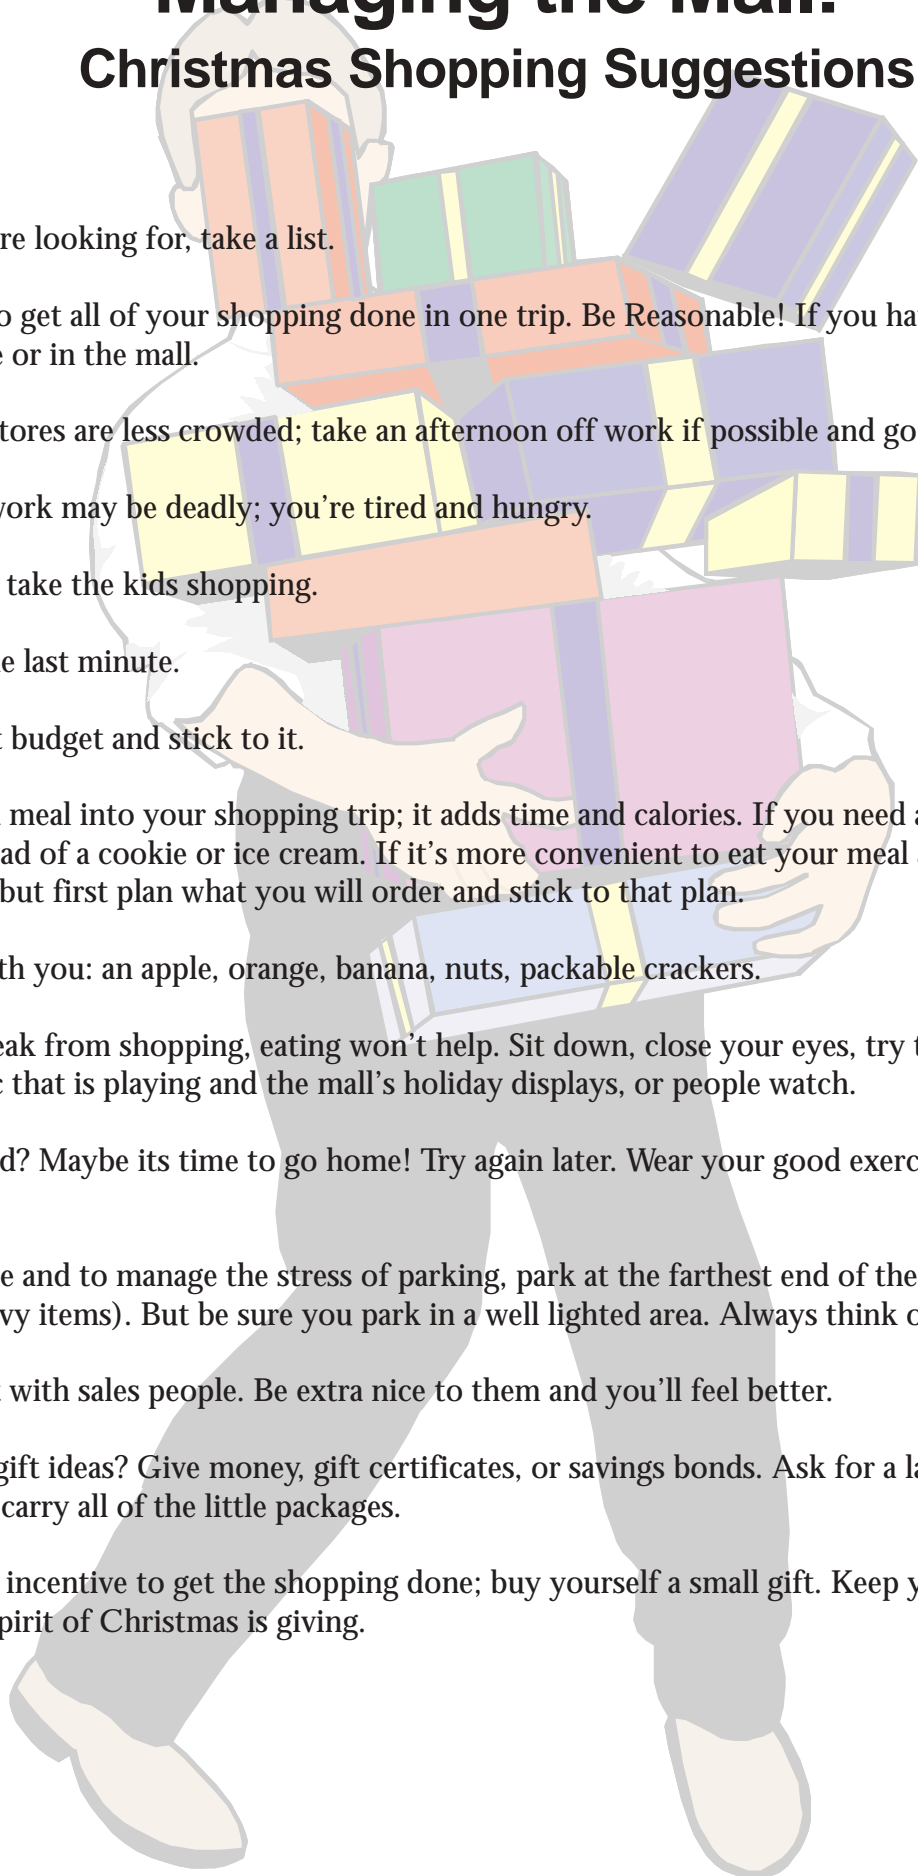 Managing the Mall:
Christmas Shopping Suggestions
re looking for, take a list.
o get all of your shopping done in one trip. Be Reasonable! If you ha
e or in the mall.
tores are less crowded; take an afternoon off work if possible and go
work may be deadly; you’re tired and hungry.
take the kids shopping.
e last minute.
t budget and stick to it.
meal into your shopping trip; it adds time and calories. If you need a
ad of a cookie or ice cream. If it’s more convenient to eat your meal
but first plan what you will order and stick to that plan.
th you: an apple, orange, banana, nuts, packable crackers.
eak from shopping, eating won’t help. Sit down, close your eyes, try t
c that is playing and the mall’s holiday displays, or people watch.
d? Maybe its time to go home! Try again later. Wear your good exerc
e and to manage the stress of parking, park at the farthest end of the
vy items). But be sure you park in a well lighted area. Always think o
t with sales people. Be extra nice to them and you’ll feel better.
gift ideas? Give money, gift certificates, or savings bonds. Ask for a la
carry all of the little packages.
incentive to get the shopping done; buy yourself a small gift. Keep y
pirit of Christmas is giving.